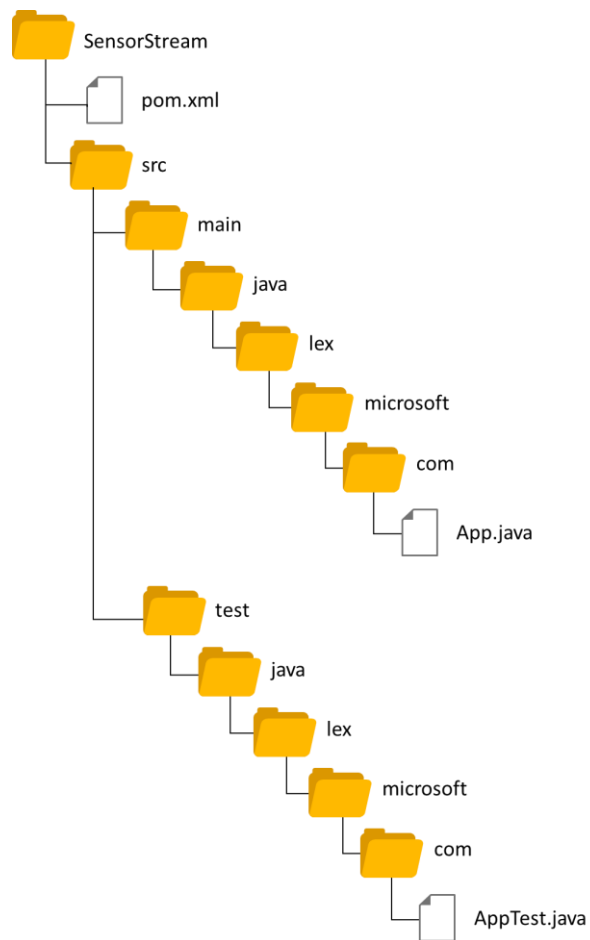 SensorStream
pom.xml
src
main
java
lex
microsoft
com
App.java
test
java
lex
microsoft
com
AppTest.java